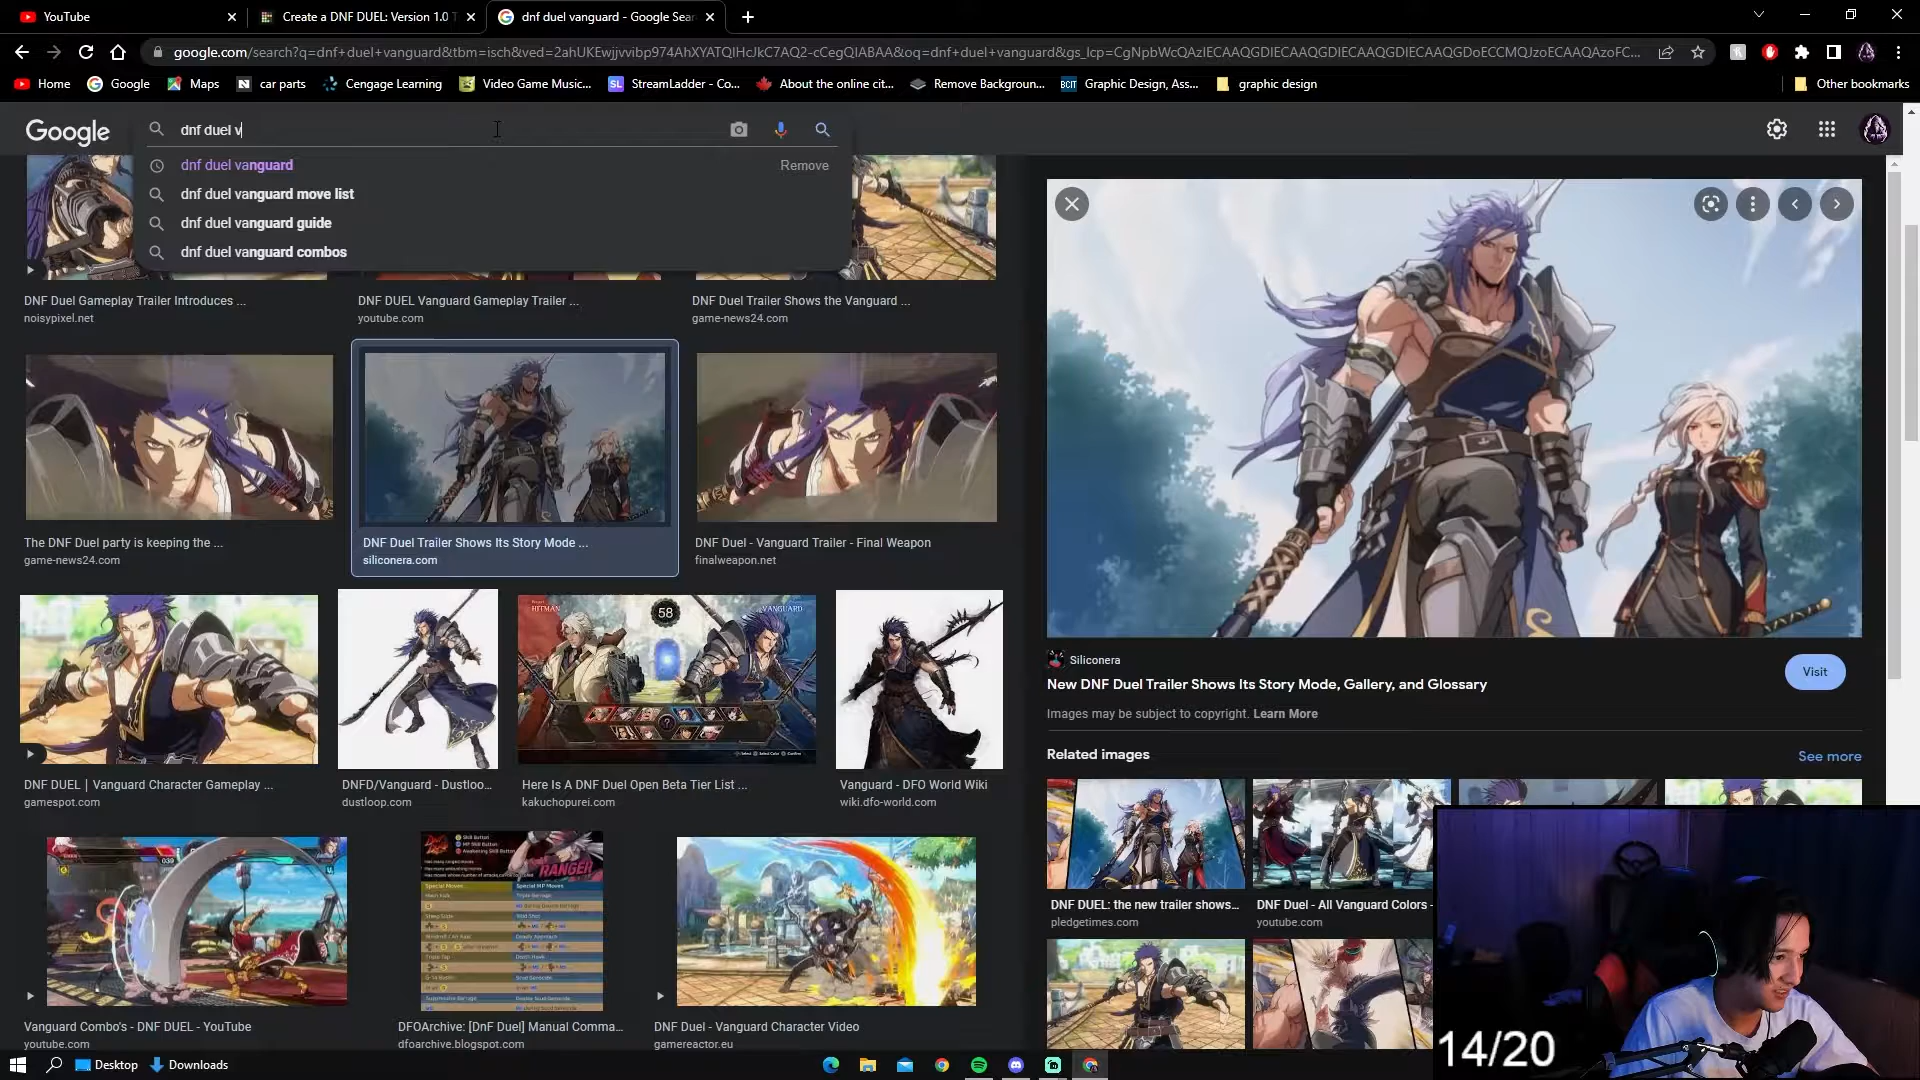 YouTube
Create a DNF DUEL: Version 1.0 T
dnf duel vanguard - Google Sear
google.com/search?q=dnf+duel+vanguard&tbm=isch&ved=2ahUKEwjjvvibp974AhXYATQIHcJkC7AQ2-cCegQIABAA&oq=dnf+duel+vanguard&gs_lcp=CgNpbWcQAzIECAAQGDIECAAQGDIECAAQGDIECAAQGDoECCMQJzoECAAQAzoFC...
Home
Google
Maps
car parts
Cengage Learning
Video Game Music...
StreamLadder - Co...
About the online cit...
Remove Backgroun...
Graphic Design, Ass...
graphic design
Other bookmarks
Google
dnf duel v
dnf duel vanguard
Remove
dnf duel vanguard move list
dnf duel vanguard guide
dnf duel vanguard combos
DNF Duel Gameplay Trailer Introduces ...
noisypixel.net
DNF DUEL Vanguard Gameplay Trailer ...
youtube.com
DNF Duel Trailer Shows the Vanguard ...
game-news24.com
The DNF Duel party is keeping the ...
game-news24.com
DNF Duel Trailer Shows Its Story Mode ...
siliconera.com
DNF Duel - Vanguard Trailer - Final Weapon
finalweapon.net
HITMAN
58
VANGUARD
DNF DUEL | Vanguard Character Gameplay ...
gamespot.com
DNFD/Vanguard - Dustloo...
dustloop.com
Here Is A DNF Duel Open Beta Tier List ...
kakuchopurei.com
Vanguard - DFO World Wiki
wiki.dfo-world.com
RANGER
Special Moves
Special MP Moves
Vanguard Combo's - DNF DUEL - YouTube
youtube.com
DFOArchive: [DnF Duel] Manual Comma...
dfoarchive.blogspot.com
DNF Duel - Vanguard Character Video
gamereactor.eu
Siliconera
New DNF Duel Trailer Shows Its Story Mode, Gallery, and Glossary
Visit
Images may be subject to copyright. Learn More
Related images
See more
DNF DUEL: the new trailer shows...
pledgetimes.com
DNF Duel - All Vanguard Colors -
youtube.com
14/20
Desktop
Downloads